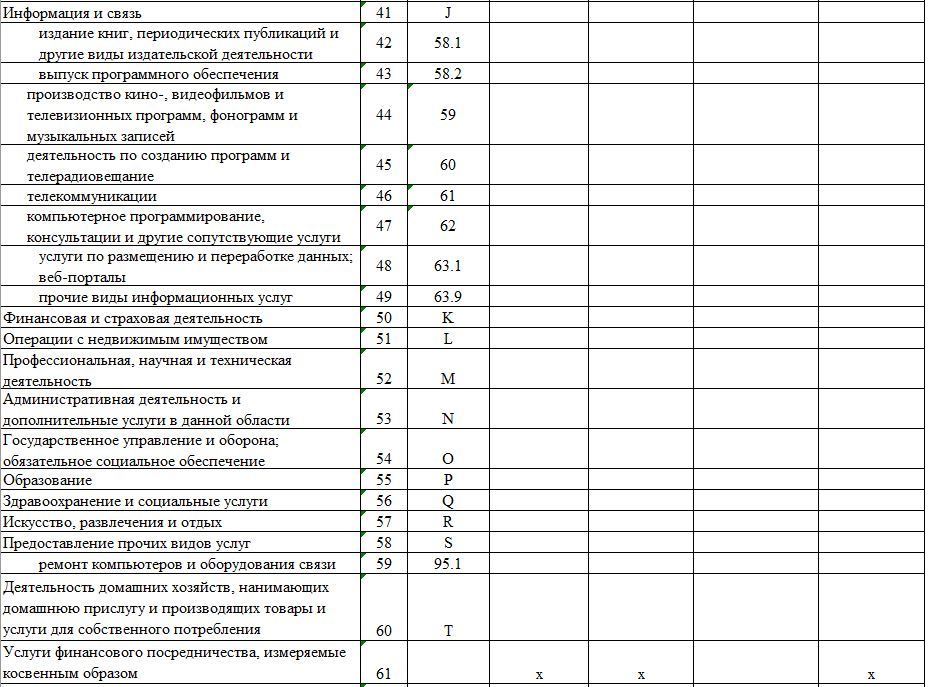 Информация и связь 41 J
издание книг, периодических публикаций и
другие виды издательской деятельности 42 58.1
выпуск программного обеспечения 43 58.2
производство кино-, видеофильмов и
телевизионных программ, фонограмм и 44 59
музыкальных записей
деятельность по созданию программ и
телерадиовещание 45 60
телекоммуникации 46 61
компьютерное программирование,
консультации и другие сопутствующие услуги 47 62
услуги по размещению и переработке данных;
веб-порталы 48 63.1
прочие виды информационных услуг 49 63.9
Финансовая и страховая деятельность 50 K
Операции с недвижимым имуществом 51 L
Профессиональная, научная и техническая
деятельность 52 M
Административная деятельность и
дополнительные услуги в данной области 53 N
Государственное управление и оборона;
обязательное социальное обеспечение 54 O
Образование 55 P
Здравоохранение и социальные услуги 56 Q
Искусство, развлечения и отдых 57 R
Предоставление прочих видов услуг 58 S
ремонт компьютеров и оборудования связи 59 95.1
Деятельность домашних хозяйств, нанимающих
домашнюю прислугу и производящих товары и
услуги для собственного потребления 60 T
Услуги финансового посредничества, измеряемые
косвенным образом 61 x x x